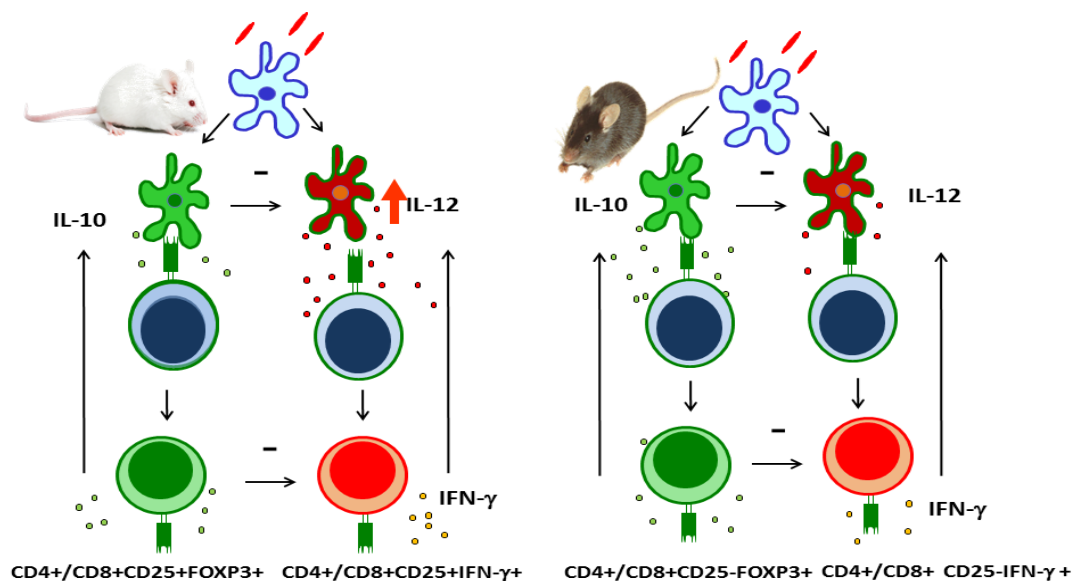 IL-10
-
IL-12
-
IFN-γ
CD4+/CD8+CD25+FOXP3+ CD4+/CD8+CD25+IFN-γ+
IL-10
-
IL-12
-
IFN-γ
CD4+/CD8+CD25-FOXP3+ CD4+/CD8+ CD25-IFN-γ +